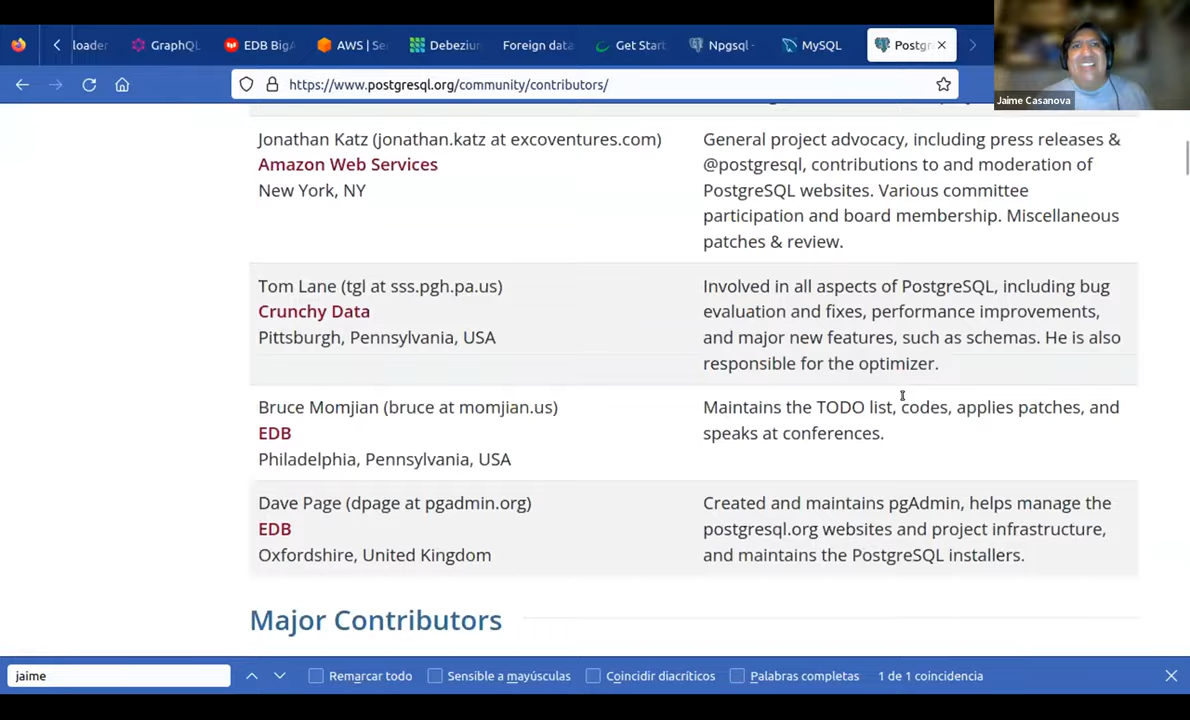 loader
GraphQL
EDB BigA
AWS | Se
Debezium
Foreign data
Get Start
Npgsql -
MySQL
Postgr
https://www.postgresql.org/community/contributors/
Jaime Casanova
Jonathan Katz (jonathan.katz at excoventures.com)
Amazon Web Services
New York, NY
General project advocacy, including press releases &
@postgresql, contributions to and moderation of
PostgreSQL websites. Various committee
participation and board membership. Miscellaneous
patches & review.
Tom Lane (tgl at sss.pgh.pa.us)
Crunchy Data
Pittsburgh, Pennsylvania, USA
Involved in all aspects of PostgreSQL, including bug
evaluation and fixes, performance improvements,
and major new features, such as schemas. He is also
responsible for the optimizer.
Bruce Momjian (bruce at momjian.us)
EDB
Philadelphia, Pennsylvania, USA
Maintains the TODO list, codes, applies patches, and
speaks at conferences.
Dave Page (dpage at pgadmin.org)
EDB
Oxfordshire, United Kingdom
Created and maintains pgAdmin, helps manage the
postgresql.org websites and project infrastructure,
and maintains the PostgreSQL installers.
Major Contributors
jaime
Remarcar todo
Sensible a mayúsculas
Coincidir diacríticos
Palabras completas
1 de 1 coincidencia